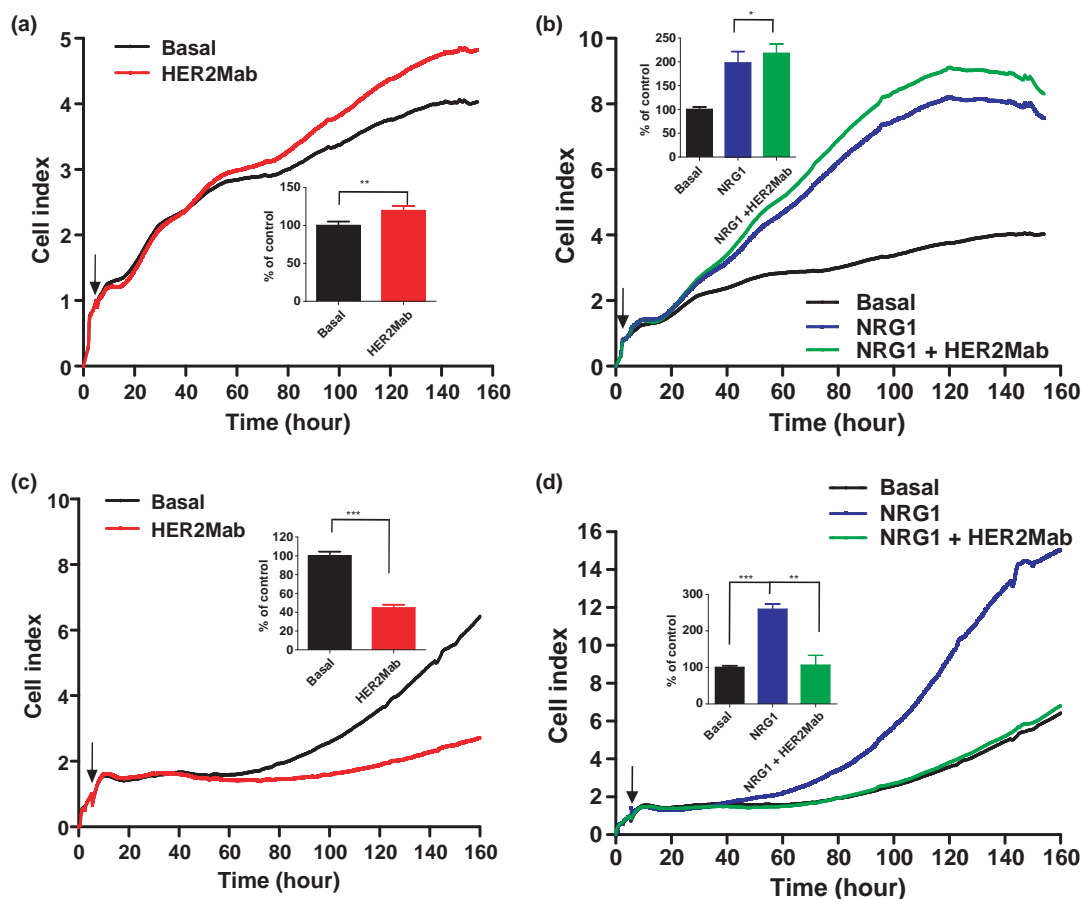 (a)
Basal
HER2Mab
Cell index
5
4
3
2
1
0
0 20 40 60 80 100 120 140 160
Time (hour)
% of control
150
100
50
0
**
Basal
HER2Mab
(b)
Cell index
10
8
6
4
2
0
0 20 40 60 80 100 120 140 160
Time (hour)
% of control
250
200
150
100
50
0
*
Basal
NRG1
NRG1 +HER2Mab
Basal
NRG1
NRG1 + HER2Mab
(c)
Basal
HER2Mab
Cell index
10
8
6
4
2
0
0 20 40 60 80 100 120 140 160
Time (hour)
% of control
120
100
80
60
40
20
0
***
Basal
HER2Mab
(d)
Basal
NRG1
NRG1 + HER2Mab
Cell index
16
14
12
10
8
6
4
2
0
0 20 40 60 80 100 120 140 160
Time (hour)
% of control
300
200
100
0
*** **
Basal
NRG1
NRG1 + HER2Mab